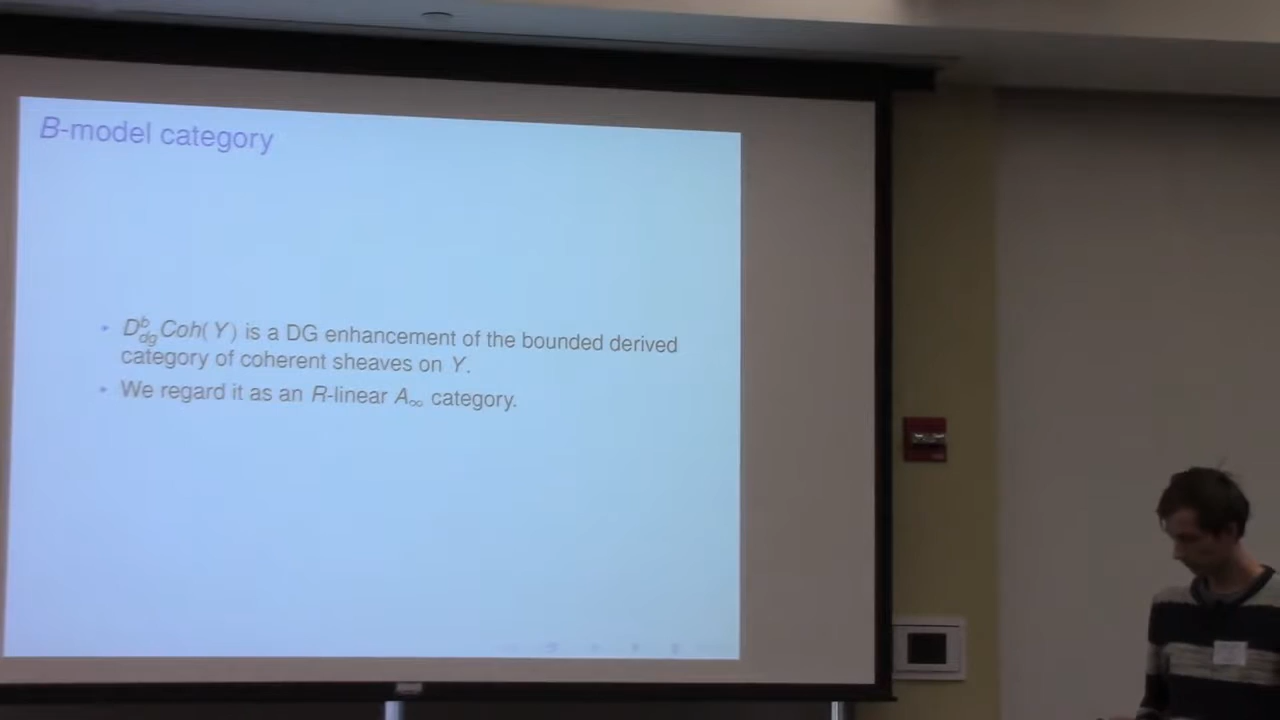 B-model category
• D^b_dg Coh(Y) is a DG enhancement of the bounded derived
category of coherent sheaves on Y.
• We regard it as an R-linear A∞ category.